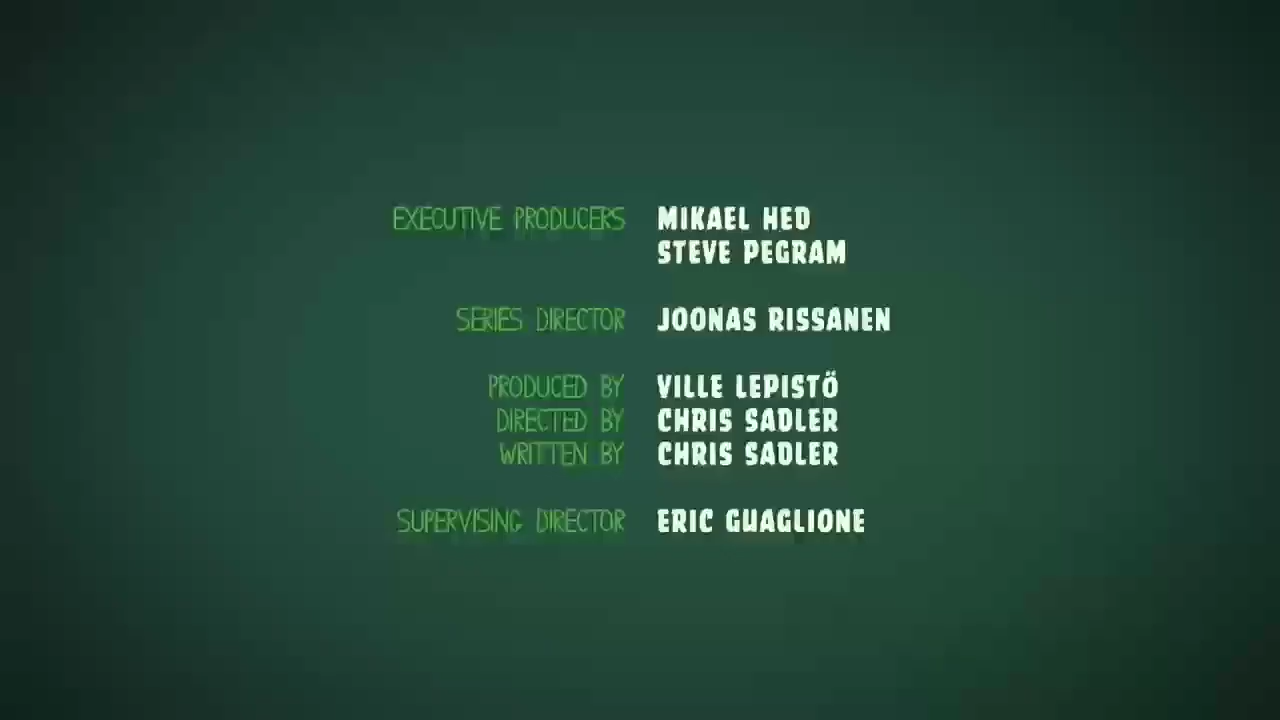 EXECUTIVE PRODUCERS MIKAEL HED
STEVE PEGRAM
SERIES DIRECTOR JOONAS RISSANEN
PRODUCED BY VILLE LEPISTÖ
DIRECTED BY CHRIS SADLER
WRITTEN BY CHRIS SADLER
SUPERVISING DIRECTOR ERIC GUAGLIONE